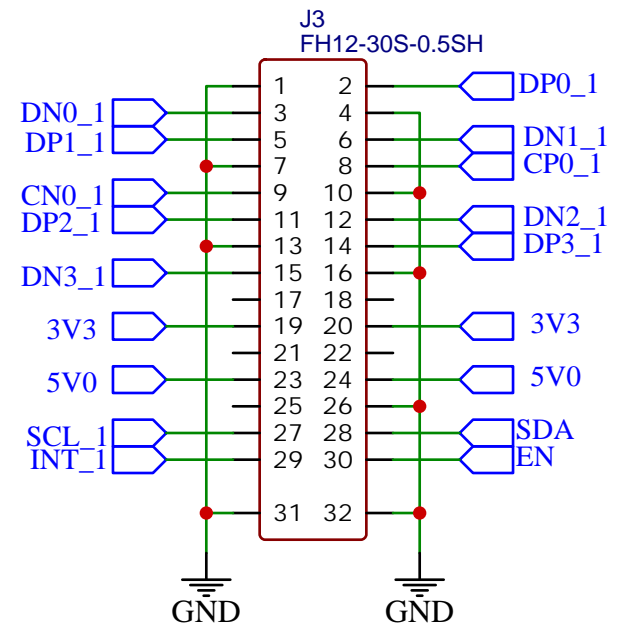 J3
FH12-30S-0.5SH
1 2 DP0_1
DN0_1 3 4
DP1_1 5 6 DN1_1
7 8 CP0_1
CN0_1 9 10
DP2_1 11 12 DN2_1
13 14 DP3_1
DN3_1 15 16
17 18
3V3 19 20 3V3
21 22
5V0 23 24 5V0
25 26
SCL_1 27 28 SDA
INT_1 29 30 EN
31 32
GND GND